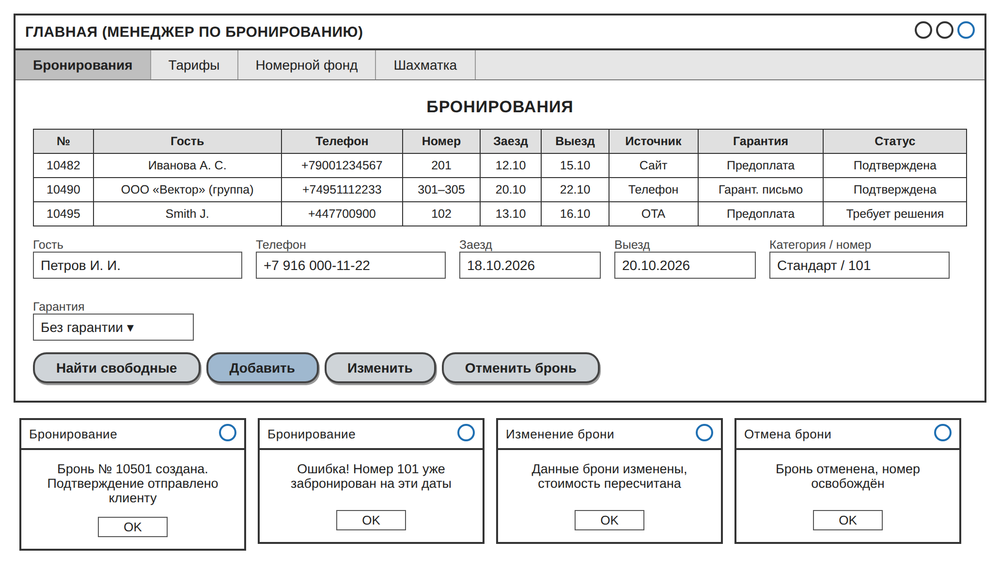 ГЛАВНАЯ (МЕНЕДЖЕР ПО БРОНИРОВАНИЮ)
Бронирования Тарифы Номерной фонд Шахматка
БРОНИРОВАНИЯ
№ Гость Телефон Номер Заезд Выезд Источник Гарантия Статус
10482 Иванова А. С. +79001234567 201 12.10 15.10 Сайт Предоплата Подтверждена
10490 ООО «Вектор» (группа) +74951112233 301–305 20.10 22.10 Телефон Гарант. письмо Подтверждена
10495 Smith J. +447700900 102 13.10 16.10 OTA Предоплата Требует решения
Гость Телефон Заезд Выезд Категория / номер
Петров И. И. +7 916 000-11-22 18.10.2026 20.10.2026 Стандарт / 101
Гарантия
Без гарантии ▾
Найти свободные Добавить Изменить Отменить бронь
Бронирование
Бронь № 10501 создана.
Подтверждение отправлено
клиенту
OK
Бронирование
Ошибка! Номер 101 уже
забронирован на эти даты
OK
Изменение брони
Данные брони изменены,
стоимость пересчитана
OK
Отмена брони
Бронь отменена, номер
освобождён
OK